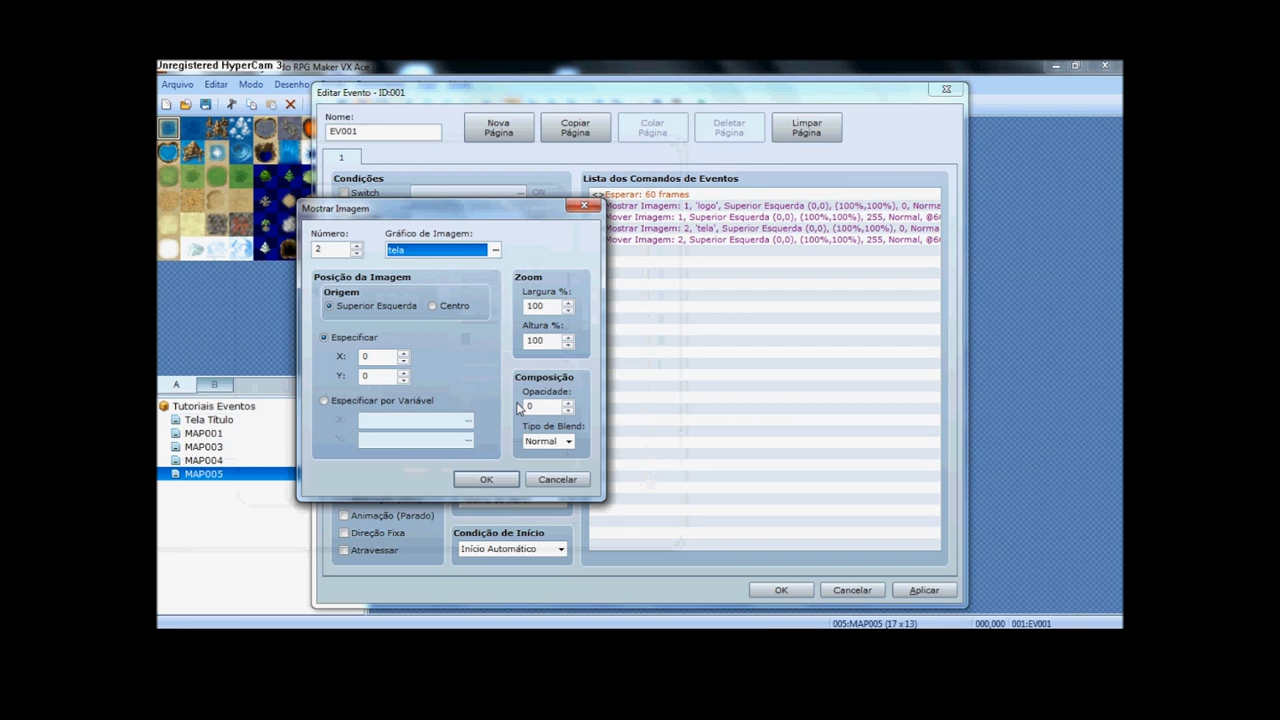 Unregistered HyperCam 3
do RPG Maker VX Ace
Arquivo Editar Modo Desenho
Editar Evento - ID:001
Nome:
EV001
Nova Página
Copiar Página
Colar Página
Deletar Página
Limpar Página
1
Condições
Switch ... ON
Lista dos Comandos de Eventos
<>Esperar: 60 frames
Mostrar Imagem: 1, 'logo', Superior Esquerda (0,0), (100%,100%), 0, Norma
Mover Imagem: 1, Superior Esquerda (0,0), (100%,100%), 255, Normal, @6
Mostrar Imagem: 2, 'tela', Superior Esquerda (0,0), (100%,100%), 0, Norma
Mover Imagem: 2, Superior Esquerda (0,0), (100%,100%), 255, Normal, @6
Mostrar Imagem
Número: Gráfico de Imagem:
2 tela ...
Posição da Imagem
Origem
Superior Esquerda Centro
Especificar
X: 0
Y: 0
Especificar por Variável
X: ...
Y: ...
Zoom
Largura %:
100
Altura %:
100
Composição
Opacidade:
0
Tipo de Blend:
Normal
OK Cancelar
A B
Tutoriais Eventos
Tela Título
MAP001
MAP003
MAP004
MAP005
Animação (Parado)
Direção Fixa
Atravessar
Condição de Início
Início Automático
OK Cancelar Aplicar
005:MAP005 (17 x 13) 000,000 001:EV001